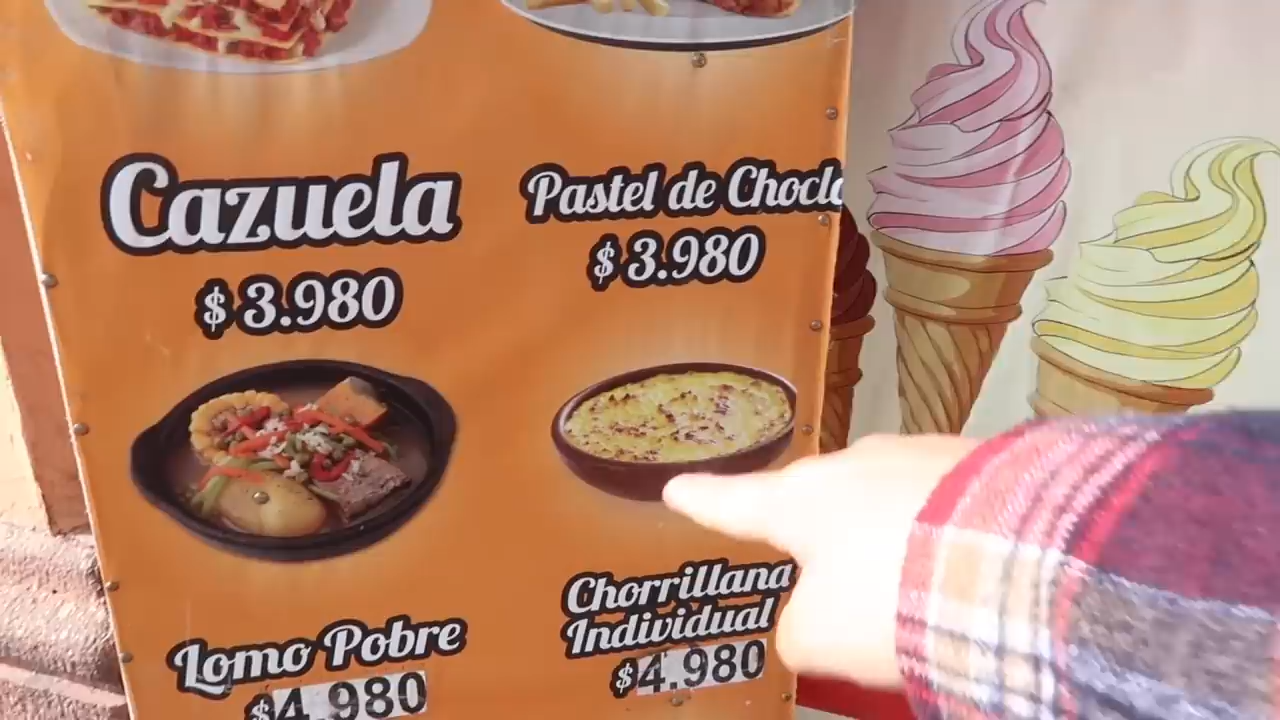 Cazuela
$ 3.980
Pastel de Choclo
$ 3.980
Lomo Pobre
$4.980
Chorrillana
Individual
$4.980